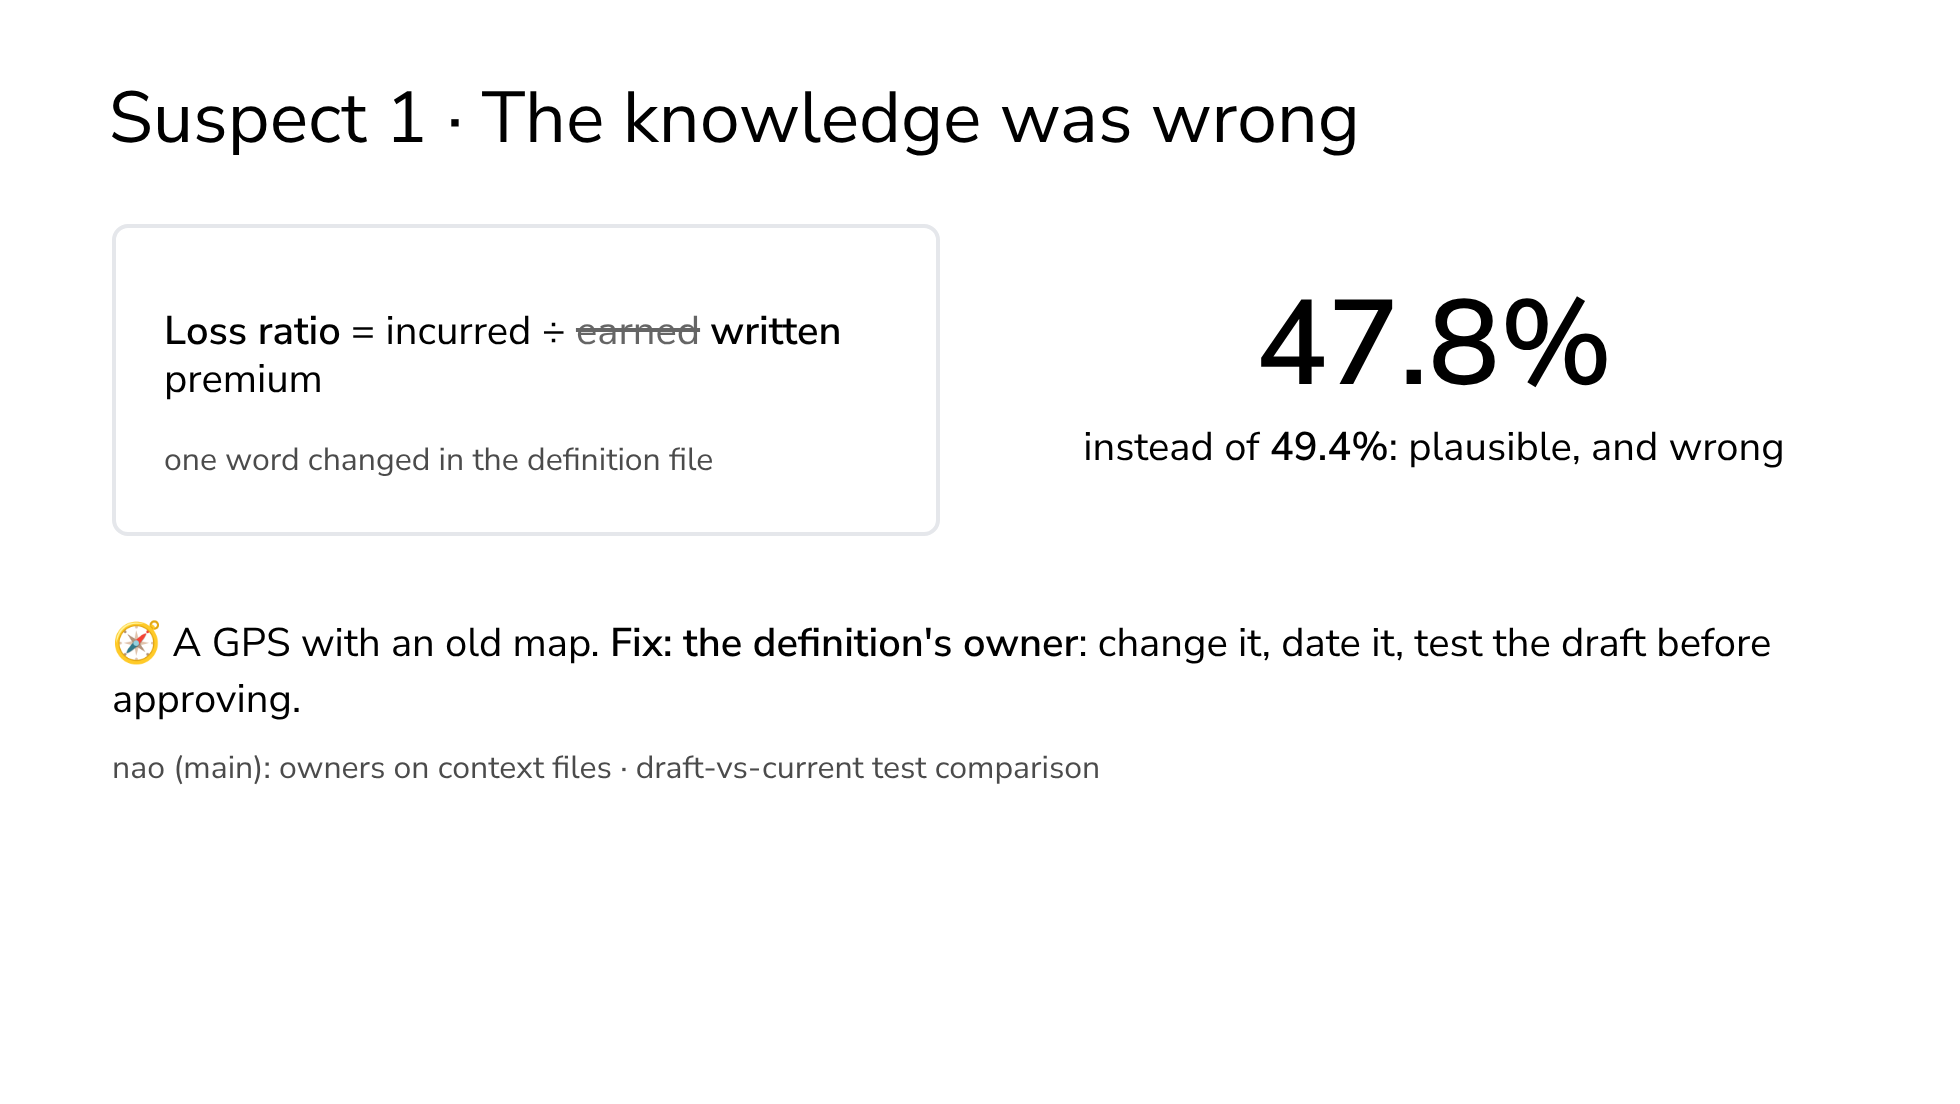 Suspect 1 · The knowledge was wrong
Loss ratio = incurred ÷ earned written
premium
one word changed in the definition file
47.8%
instead of 49.4%: plausible, and wrong
🧭 A GPS with an old map. Fix: the definition's owner: change it, date it, test the draft before
approving.
nao (main): owners on context files · draft-vs-current test comparison